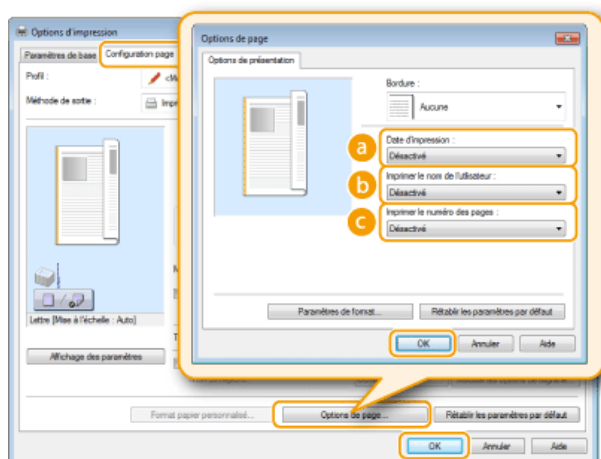 Options d'impression
Paramètres de base
Configuration page
Profil :
Méthode de sortie :
Lettre [Mise à l'échelle : Auto]
Affichage des paramètres
Options de page
Options de présentation
Bordure :
Aucune
a
Date d'impression :
Désactivé
b
Imprimer le nom de l'utilisateur :
Désactivé
c
Imprimer le numéro des pages :
Désactivé
Paramètres de format...
Rétablir les paramètres par défaut
OK
Annuler
Aide
Format papier personnalisé...
Options de page...
Rétablir les paramètres par défaut
OK
Annuler
Aide